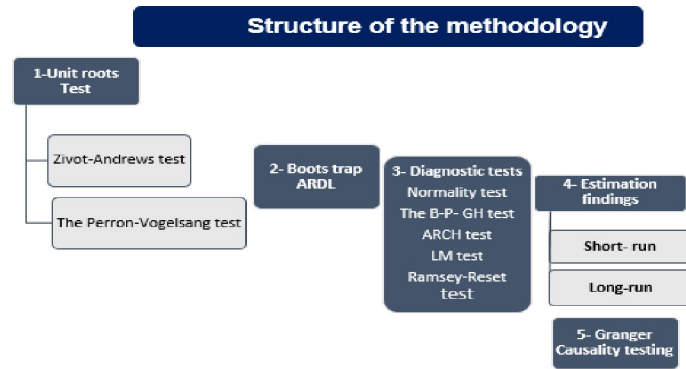 Structure of the methodology
1-Unit roots
Test
Zivot-Andrews test
The Perron-Vogelsang test
2- Boots trap
ARDL
3- Diagnostic tests
Normality test
The B-P- GH test
ARCH test
LM test
Ramsey-Reset
test
4- Estimation
findings
Short- run
Long-run
5- Granger
Causality testing